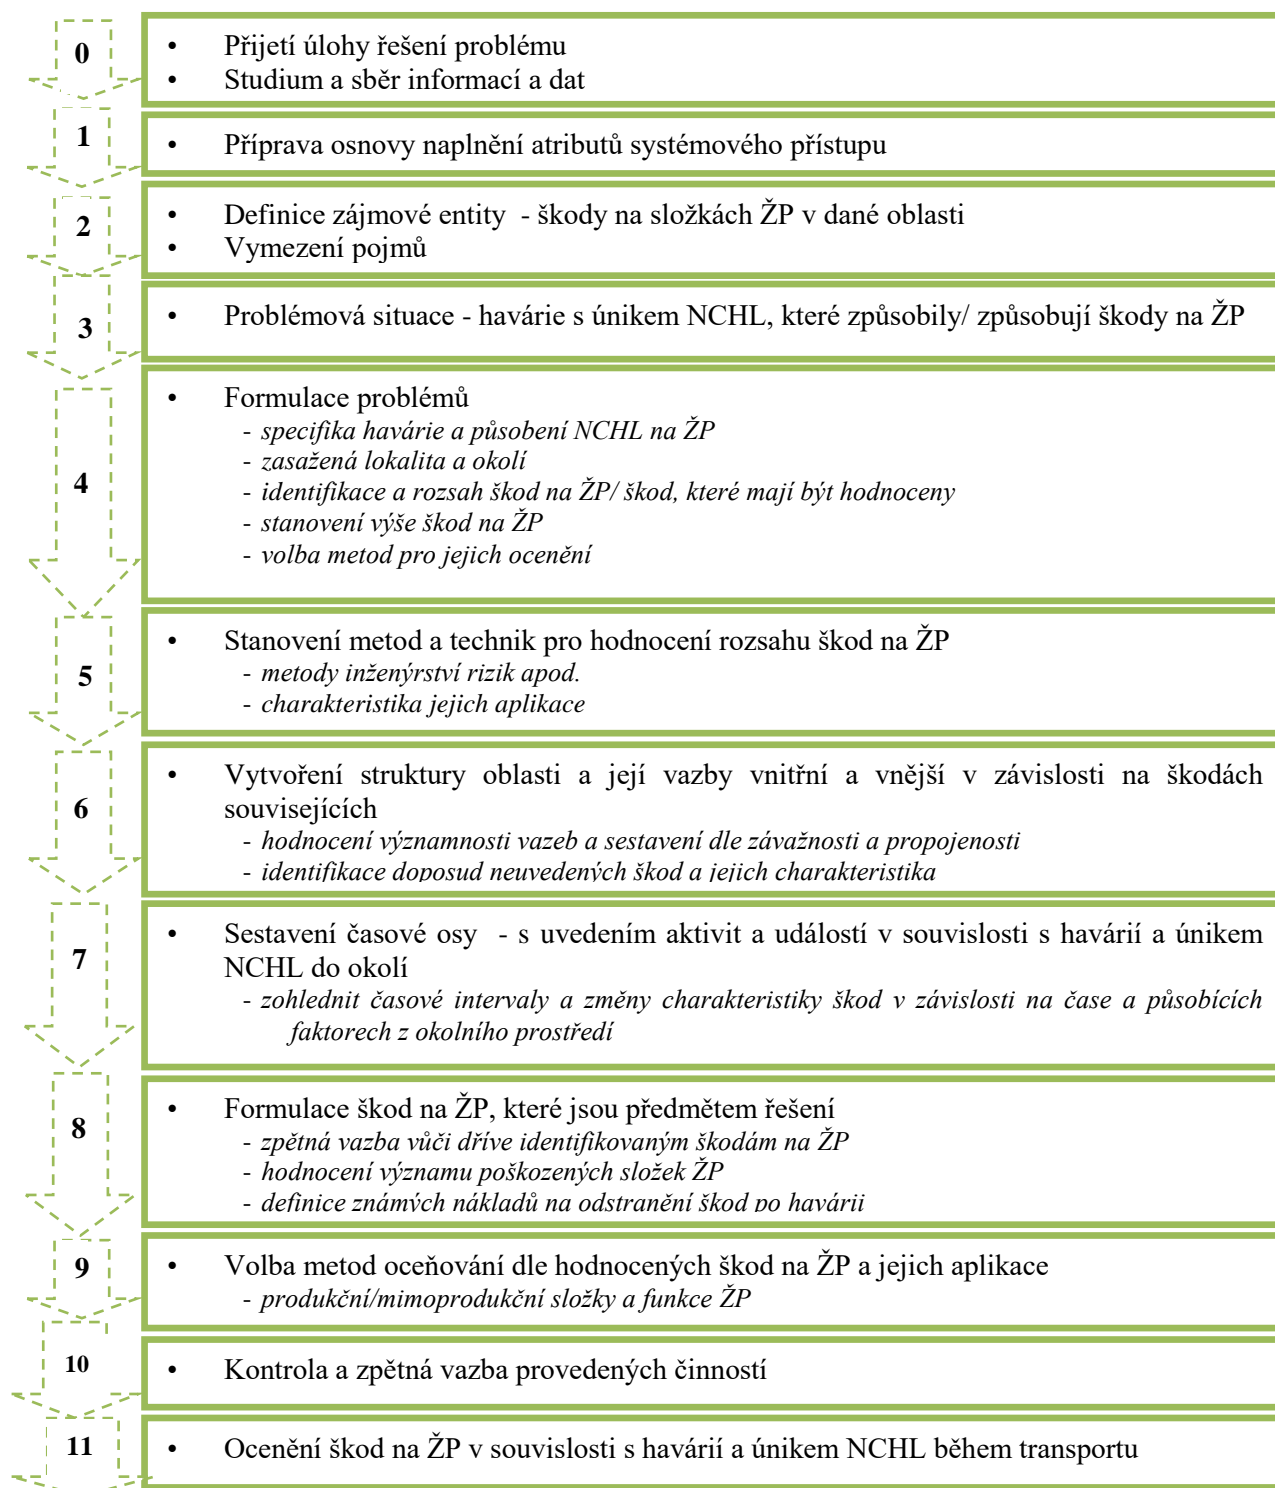 0
• Přijetí úlohy řešení problému
• Studium a sběr informací a dat
1
• Příprava osnovy naplnění atributů systémového přístupu
2
• Definice zájmové entity - škody na složkách ŽP v dané oblasti
• Vymezení pojmů
3
• Problémová situace - havárie s únikem NCHL, které způsobily/ způsobují škody na ŽP
4
• Formulace problémů
- specifika havárie a působení NCHL na ŽP
- zasažená lokalita a okolí
- identifikace a rozsah škod na ŽP/ škod, které mají být hodnoceny
- stanovení výše škod na ŽP
- volba metod pro jejich ocenění
5
• Stanovení metod a technik pro hodnocení rozsahu škod na ŽP
- metody inženýrství rizik apod.
- charakteristika jejich aplikace
6
• Vytvoření struktury oblasti a její vazby vnitřní a vnější v závislosti na škodách
souvisejících
- hodnocení významnosti vazeb a sestavení dle závažnosti a propojenosti
- identifikace doposud neuvedených škod a jejich charakteristika
7
• Sestavení časové osy - s uvedením aktivit a událostí v souvislosti s havárií a únikem
NCHL do okolí
- zohlednit časové intervaly a změny charakteristiky škod v závislosti na čase a působících
faktorech z okolního prostředí
8
• Formulace škod na ŽP, které jsou předmětem řešení
- zpětná vazba vůči dříve identifikovaným škodám na ŽP
- hodnocení významu poškozených složek ŽP
- definice známých nákladů na odstranění škod po havárii
9
• Volba metod oceňování dle hodnocených škod na ŽP a jejich aplikace
- produkční/mimoprodukční složky a funkce ŽP
10
• Kontrola a zpětná vazba provedených činností
11
• Ocenění škod na ŽP v souvislosti s havárií a únikem NCHL během transportu